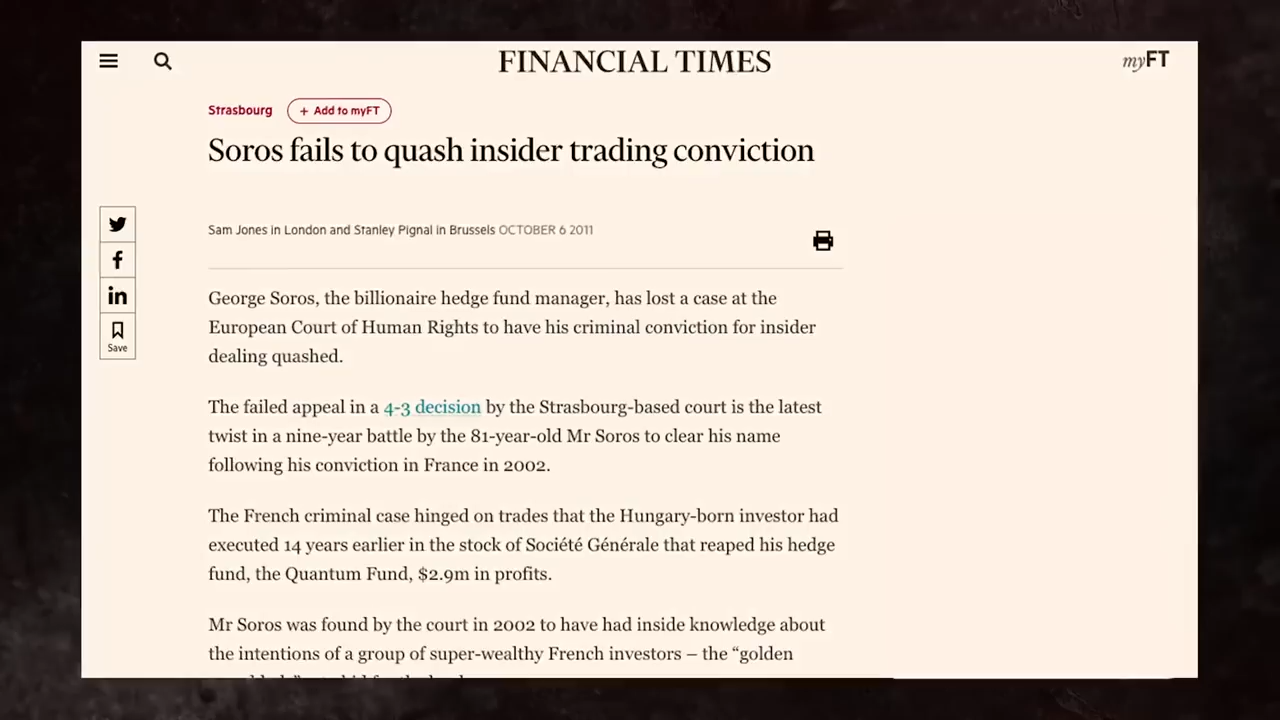 FINANCIAL TIMES
myFT
Strasbourg
+ Add to myFT
Soros fails to quash insider trading conviction
Sam Jones in London and Stanley Pignal in Brussels OCTOBER 6 2011
Save
George Soros, the billionaire hedge fund manager, has lost a case at the
European Court of Human Rights to have his criminal conviction for insider
dealing quashed.
The failed appeal in a 4-3 decision by the Strasbourg-based court is the latest
twist in a nine-year battle by the 81-year-old Mr Soros to clear his name
following his conviction in France in 2002.
The French criminal case hinged on trades that the Hungary-born investor had
executed 14 years earlier in the stock of Société Générale that reaped his hedge
fund, the Quantum Fund, $2.9m in profits.
Mr Soros was found by the court in 2002 to have had inside knowledge about
the intentions of a group of super-wealthy French investors – the “golden